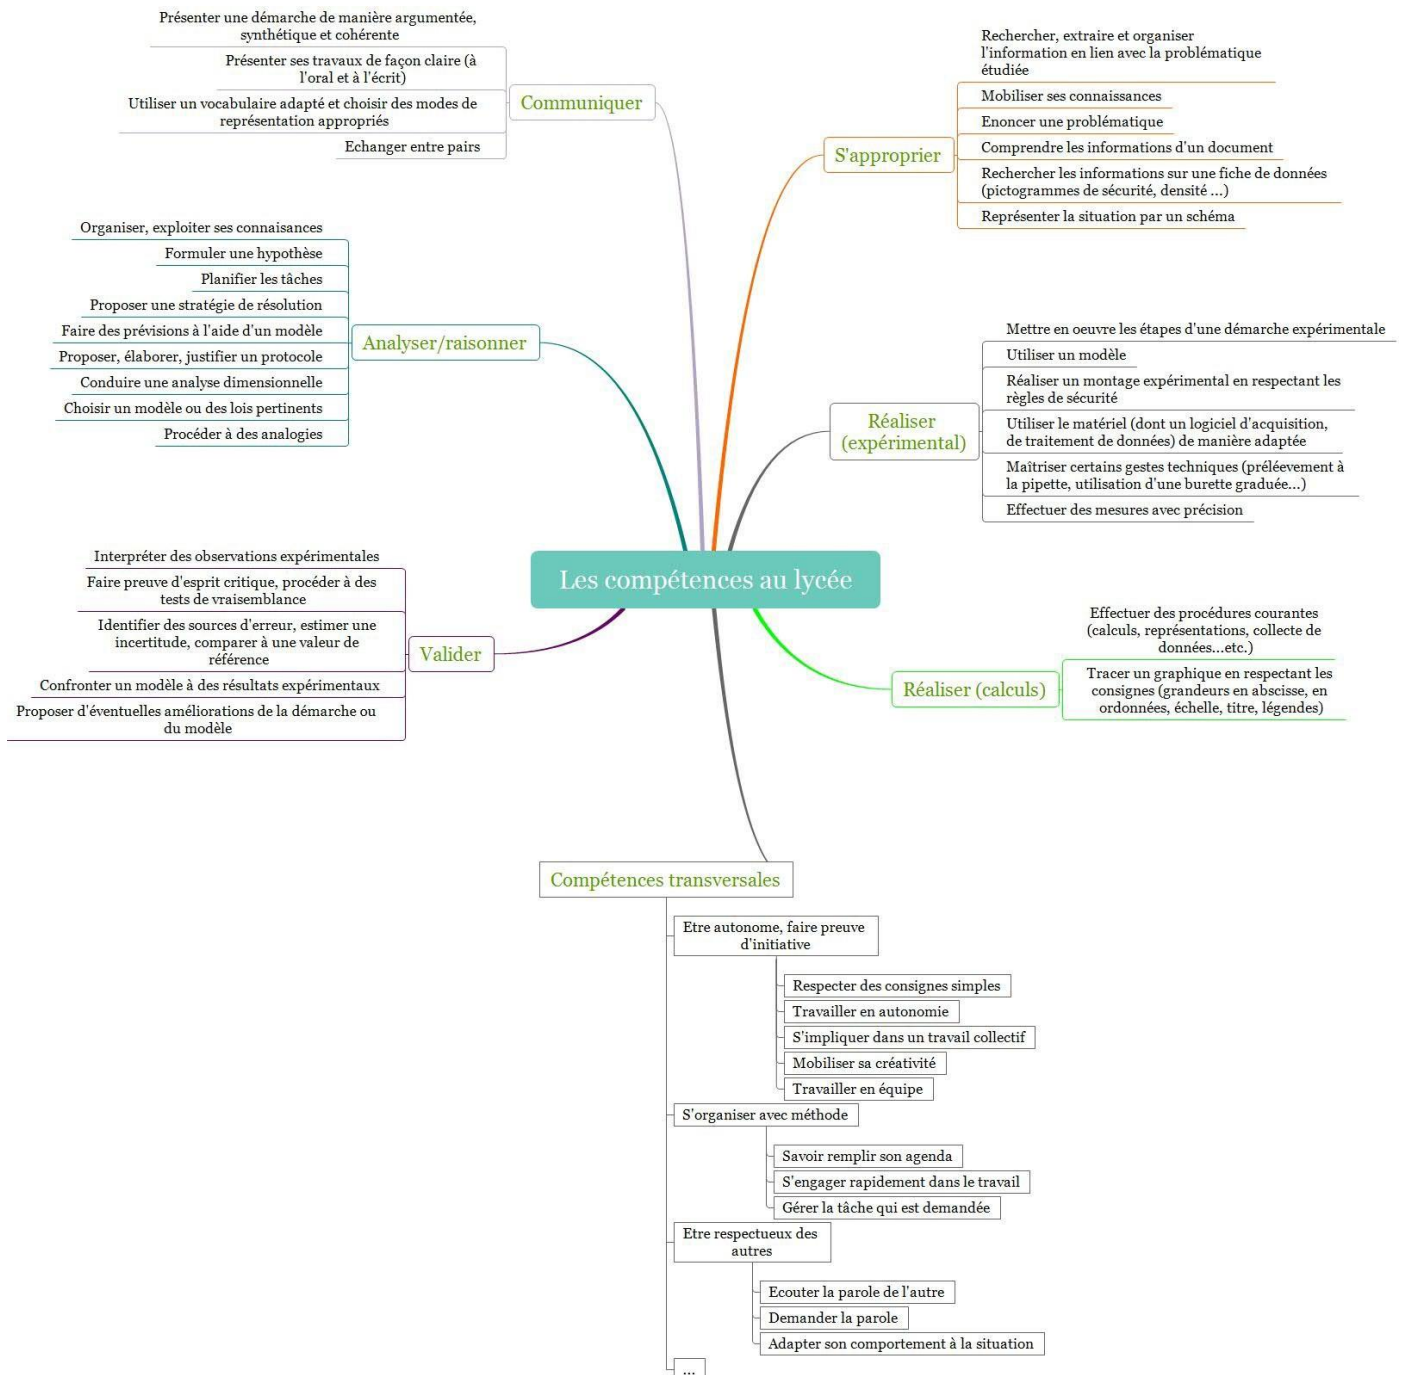 Présenter une démarche de manière argumentée,
synthétique et cohérente
Présenter ses travaux de façon claire (à
l'oral et à l'écrit)
Utiliser un vocabulaire adapté et choisir des modes de
représentation appropriés
Echanger entre pairs
Communiquer
Rechercher, extraire et organiser
l'information en lien avec la problématique
étudiée
Mobiliser ses connaissances
Enoncer une problématique
Comprendre les informations d'un document
Rechercher les informations sur une fiche de données
(pictogrammes de sécurité, densité ...)
Représenter la situation par un schéma
S'approprier
Organiser, exploiter ses connaisances
Formuler une hypothèse
Planifier les tâches
Proposer une stratégie de résolution
Faire des prévisions à l'aide d'un modèle
Proposer, élaborer, justifier un protocole
Conduire une analyse dimensionnelle
Choisir un modèle ou des lois pertinents
Procéder à des analogies
Analyser/raisonner
Mettre en oeuvre les étapes d'une démarche expérimentale
Utiliser un modèle
Réaliser un montage expérimental en respectant les
règles de sécurité
Utiliser le matériel (dont un logiciel d'acquisition,
de traitement de données) de manière adaptée
Maîtriser certains gestes techniques (préléevement à
la pipette, utilisation d'une burette graduée...)
Effectuer des mesures avec précision
Réaliser
(expérimental)
Les compétences au lycée
Interpréter des observations expérimentales
Faire preuve d'esprit critique, procéder à des
tests de vraisemblance
Identifier des sources d'erreur, estimer une
incertitude, comparer à une valeur de
référence
Confronter un modèle à des résultats expérimentaux
Proposer d'éventuelles améliorations de la démarche ou
du modèle
Valider
Effectuer des procédures courantes
(calculs, représentations, collecte de
données...etc.)
Tracer un graphique en respectant les
consignes (grandeurs en abscisse, en
ordonnées, échelle, titre, légendes)
Réaliser (calculs)
Compétences transversales
Etre autonome, faire preuve
d'initiative
Respecter des consignes simples
Travailler en autonomie
S'impliquer dans un travail collectif
Mobiliser sa créativité
Travailler en équipe
S'organiser avec méthode
Savoir remplir son agenda
S'engager rapidement dans le travail
Gérer la tâche qui est demandée
Etre respectueux des
autres
Ecouter la parole de l'autre
Demander la parole
Adapter son comportement à la situation
...